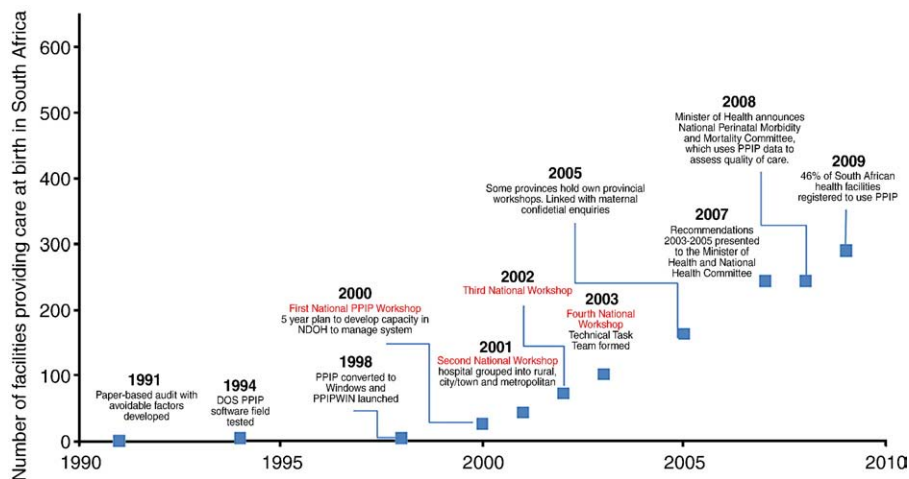 Number of facilities providing care at birth in South Africa
600
500
400
300
200
100
0
1990
1995
2000
2005
2010
1991
Paper-based audit with
avoidable factors
developed
1994
DOS PPIP
software field
tested
1998
PPIP converted to
Windows and
PPIPWIN launched
2000
First National PPIP Workshop
5 year plan to develop capacity in
NDOH to manage system
2001
Second National Workshop
hospital grouped into rural,
city/town and metropolitan
2002
Third National Workshop
2003
Fourth National
Workshop
Technical Task
Team formed
2005
Some provinces hold own provincial
workshops. Linked with maternal
confidetial enquiries
2007
Recommendations
2003-2005 presented
to the Minister of
Health and National
Health Committee
2008
Minister of Health announces
National Perinatal Morbidity
and Mortality Committee,
which uses PPIP data to
assess quality of care.
2009
46% of South African
health facilities
registered to use PPIP